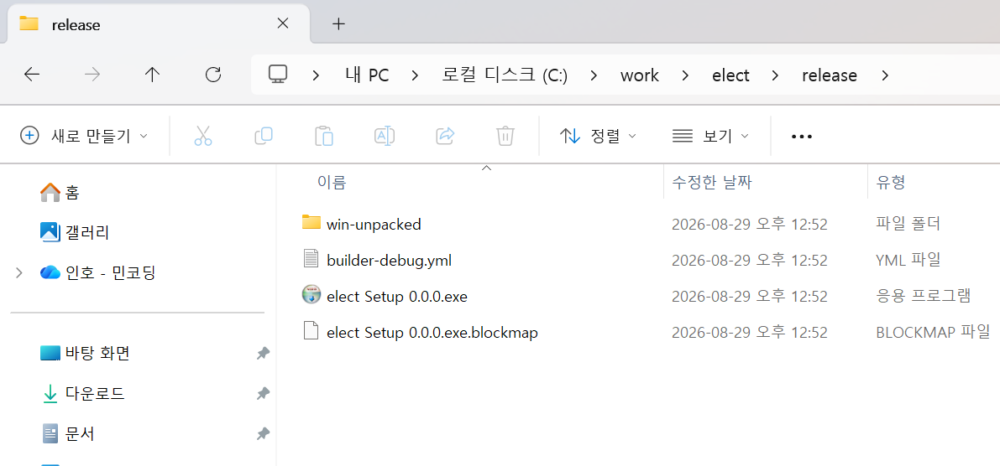 release
내 PC 로컬 디스크 (C:) work elect release
새로 만들기 정렬 보기
이름 수정한 날짜 유형
홈
갤러리
인호 - 민코딩
바탕 화면
다운로드
문서
win-unpacked 2026-08-29 오후 12:52 파일 폴더
builder-debug.yml 2026-08-29 오후 12:52 YML 파일
elect Setup 0.0.0.exe 2026-08-29 오후 12:52 응용 프로그램
elect Setup 0.0.0.exe.blockmap 2026-08-29 오후 12:52 BLOCKMAP 파일